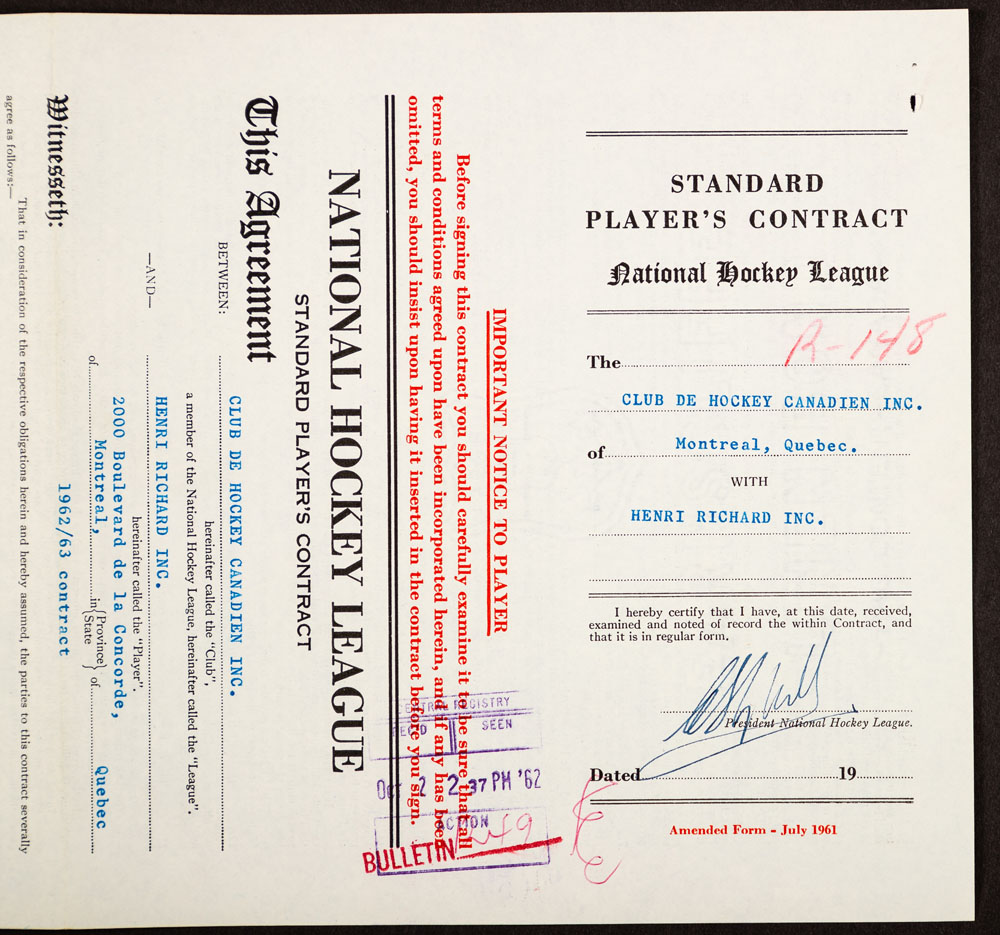 STANDARD
PLAYER'S CONTRACT
National Hockey League
R-148
The
CLUB DE HOCKEY CANADIEN INC.
of Montreal, Quebec.
WITH
HENRI RICHARD INC.
I hereby certify that I have, at this date, received,
examined and noted of record the within Contract, and
that it is in regular form.
President National Hockey League.
Dated 19
Amended Form - July 1961
IMPORTANT NOTICE TO PLAYER
Before signing this contract you should carefully examine it to be sure that all
terms and conditions agreed upon have been incorporated herein, and if any has been
omitted, you should insist upon having it inserted in the contract before you sign.
NATIONAL HOCKEY LEAGUE
STANDARD PLAYER'S CONTRACT
This Agreement
BETWEEN: CLUB DE HOCKEY CANADIEN INC.
hereinafter called the "Club",
a member of the National Hockey League, hereinafter called the "League".
—AND— HENRI RICHARD INC.
hereinafter called the "Player".
2000 Boulevard de la Concorde,
of Montreal, in {Province State} of Quebec
1962/63 contract
Witnesseth:
That in consideration of the respective obligations herein and hereby assumed, the parties to this contract severally
agree as follows:—
CENTRAL REGISTRY
REC'D SEEN
Oct 2 2 37 PM '62
ACTION
BULLETIN